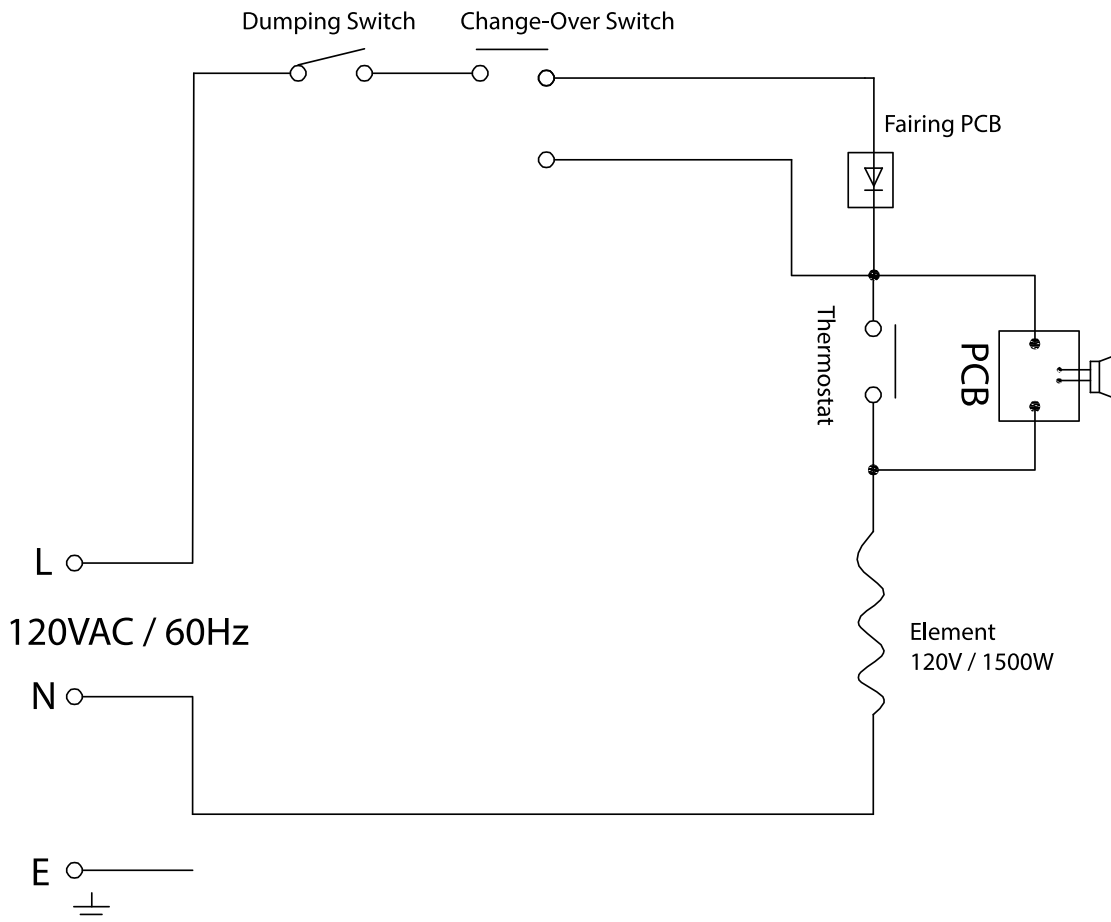 Dumping Switch
Change-Over Switch
Fairing PCB
Thermostat
PCB
L
120VAC / 60Hz
N
Element
120V / 1500W
E